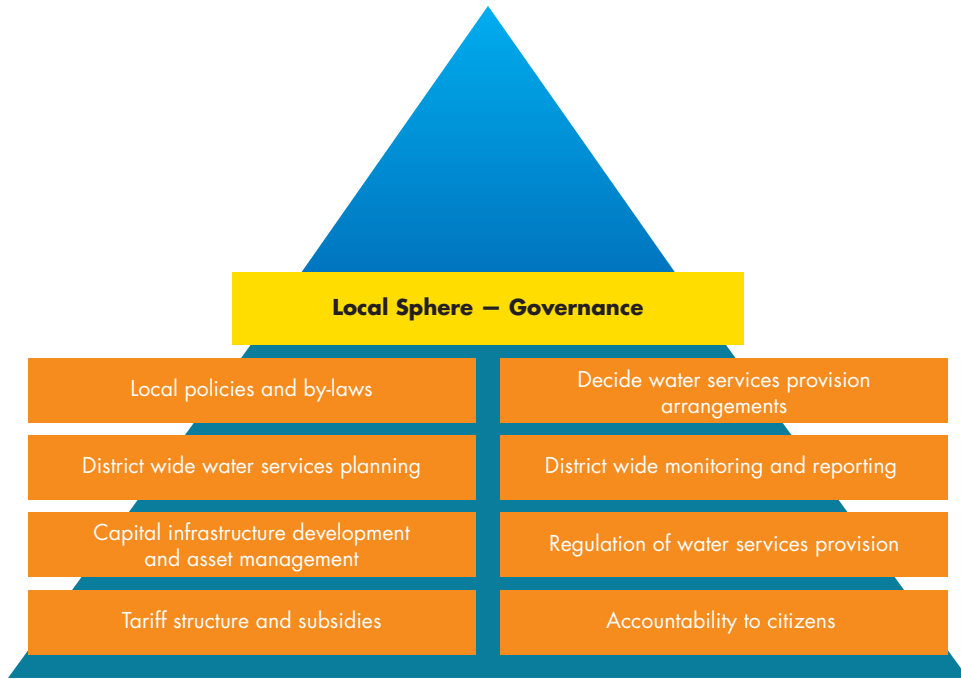 Local Sphere — Governance
Local policies and by-laws
Decide water services provision
arrangements
District wide water services planning
District wide monitoring and reporting
Capital infrastructure development
and asset management
Regulation of water services provision
Tariff structure and subsidies
Accountability to citizens